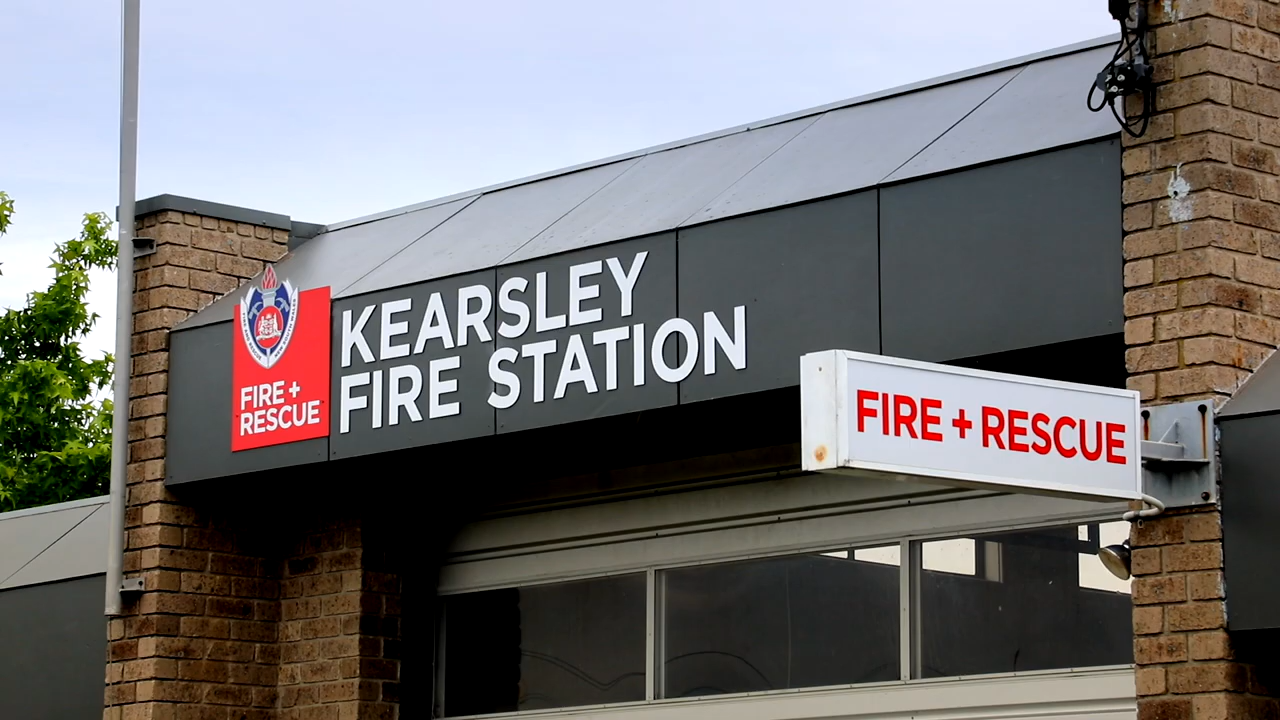 KEARSLEY
FIRE STATION
FIRE +
RESCUE
FIRE + RESCUE